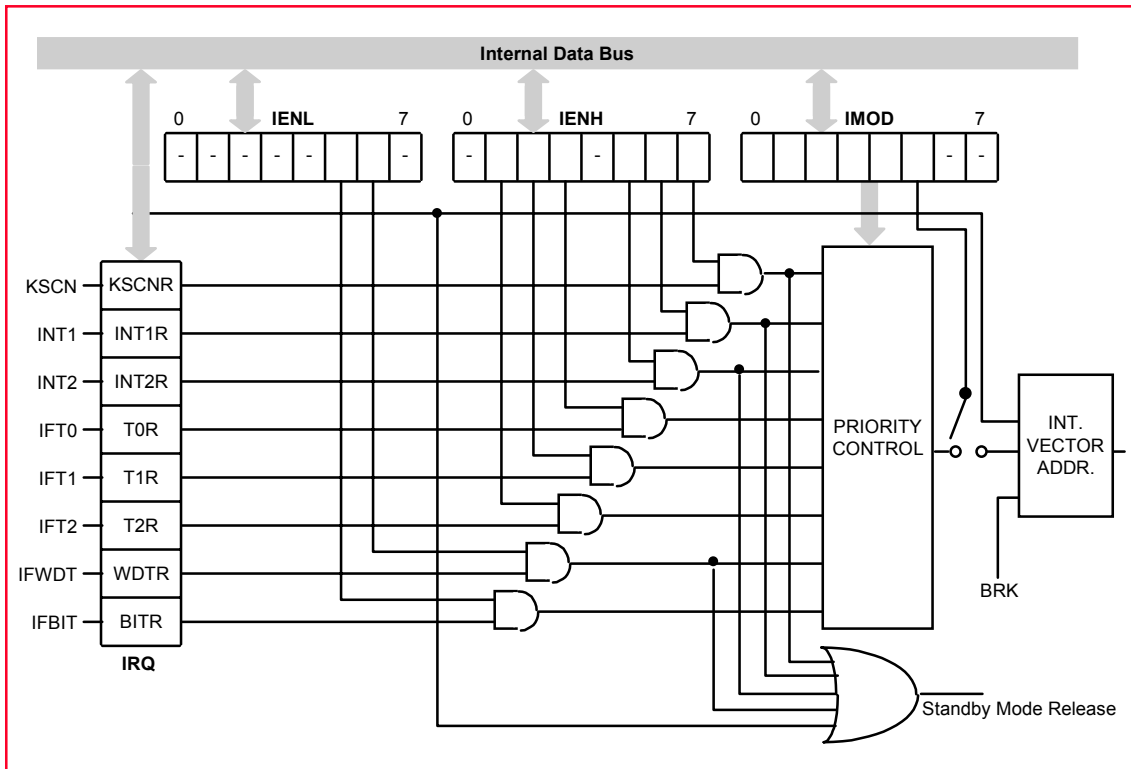 Internal Data Bus
0 IENL 7
0 IENH 7
0 IMOD 7
- - - - - -
- -
- -
KSCN KSCNR
INT1 INT1R
INT2 INT2R
IFT0 T0R
IFT1 T1R
IFT2 T2R
IFWDT WDTR
IFBIT BITR
IRQ
PRIORITY
CONTROL
INT.
VECTOR
ADDR.
BRK
Standby Mode Release